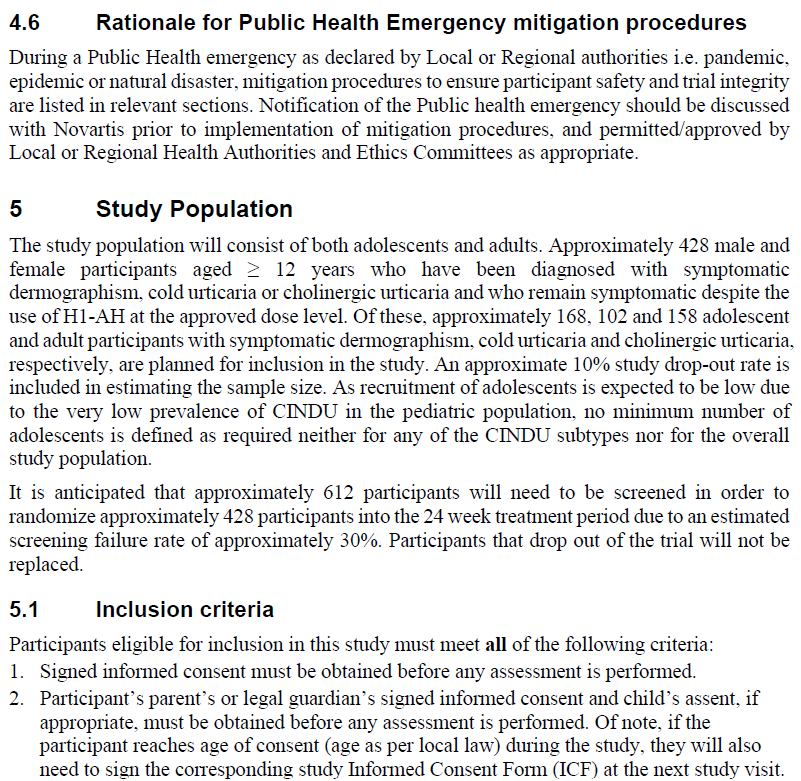 4.6 Rationale for Public Health Emergency mitigation procedures
During a Public Health emergency as declared by Local or Regional authorities i.e. pandemic,
epidemic or natural disaster, mitigation procedures to ensure participant safety and trial integrity
are listed in relevant sections. Notification of the Public health emergency should be discussed
with Novartis prior to implementation of mitigation procedures, and permitted/approved by
Local or Regional Health Authorities and Ethics Committees as appropriate.
5 Study Population
The study population will consist of both adolescents and adults. Approximately 428 male and
female participants aged ≥ 12 years who have been diagnosed with symptomatic
dermographism, cold urticaria or cholinergic urticaria and who remain symptomatic despite the
use of H1-AH at the approved dose level. Of these, approximately 168, 102 and 158 adolescent
and adult participants with symptomatic dermographism, cold urticaria and cholinergic urticaria,
respectively, are planned for inclusion in the study. An approximate 10% study drop-out rate is
included in estimating the sample size. As recruitment of adolescents is expected to be low due
to the very low prevalence of CINDU in the pediatric population, no minimum number of
adolescents is defined as required neither for any of the CINDU subtypes nor for the overall
study population.
It is anticipated that approximately 612 participants will need to be screened in order to
randomize approximately 428 participants into the 24 week treatment period due to an estimated
screening failure rate of approximately 30%. Participants that drop out of the trial will not be
replaced.
5.1 Inclusion criteria
Participants eligible for inclusion in this study must meet all of the following criteria:
1. Signed informed consent must be obtained before any assessment is performed.
2. Participant's parent's or legal guardian's signed informed consent and child's assent, if
appropriate, must be obtained before any assessment is performed. Of note, if the
participant reaches age of consent (age as per local law) during the study, they will also
need to sign the corresponding study Informed Consent Form (ICF) at the next study visit.